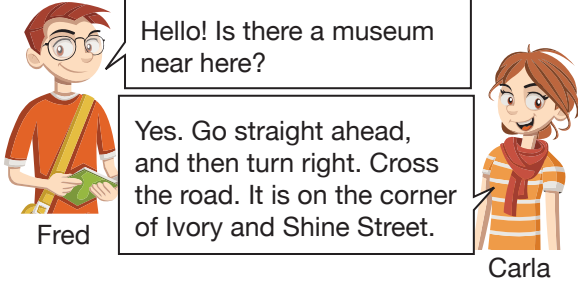 Hello! Is there a museum
near here?
Yes. Go straight ahead,
and then turn right. Cross
the road. It is on the corner
of Ivory and Shine Street.
Fred
Carla